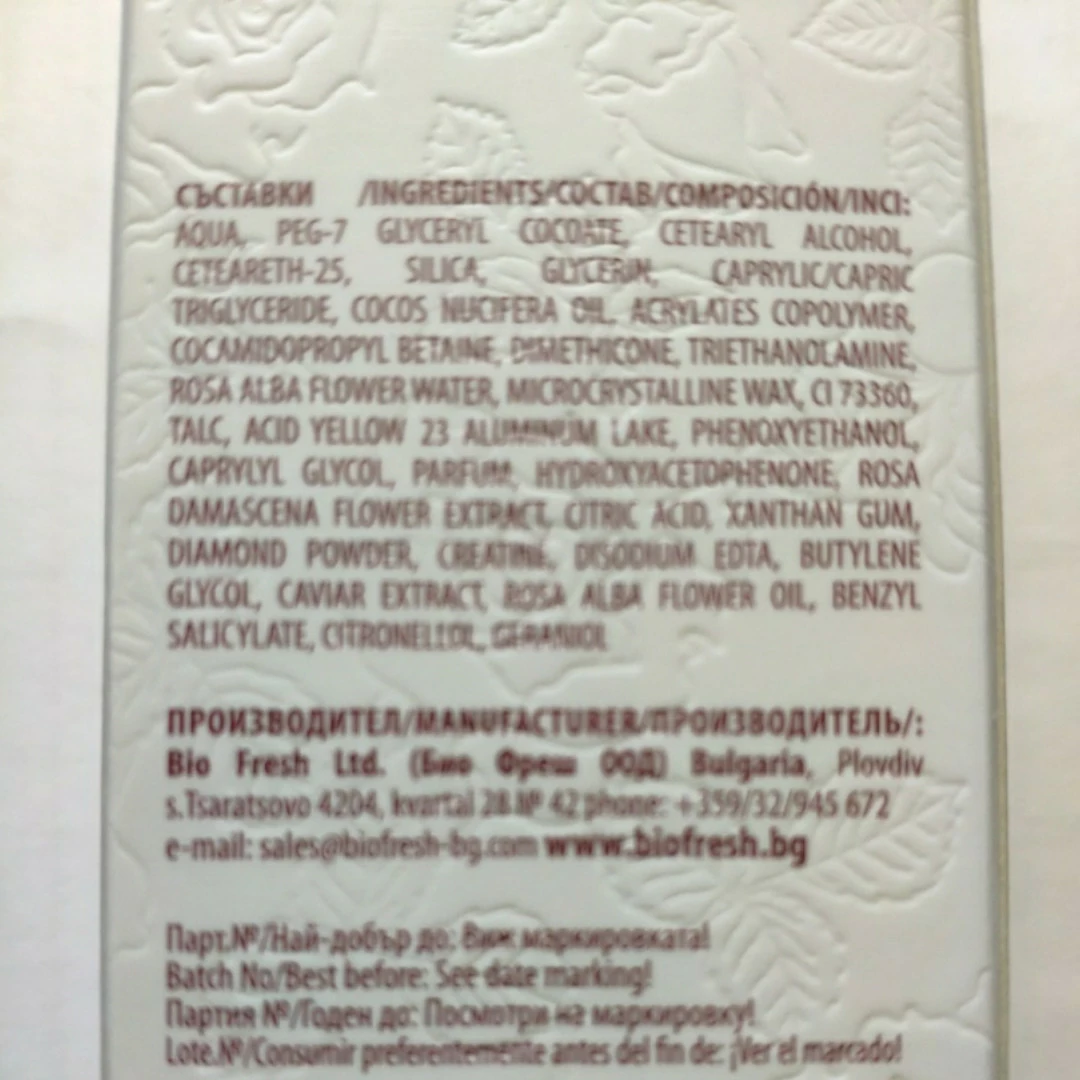 СЪСТАВКИ /INGREDIENTS/СОСТАВ/COMPOSICIÓN/INCI:
AQUA, PEG-7 GLYCERYL COCOATE, CETEARYL ALCOHOL,
CETEARETH-25, SILICA, GLYCERIN, CAPRYLIC/CAPRIC
TRIGLYCERIDE, COCOS NUCIFERA OIL. ACRYLATES COPOLYMER,
COCAMIDOPROPYL BETAINE, DIMETHICONE, TRIETHANOLAMINE,
ROSA ALBA FLOWER WATER, MICROCRYSTALLINE WAX, CI 73360,
TALC, ACID YELLOW 23 ALUMINUM LAKE, PHENOXYETHANOL,
CAPRYLYL GLYCOL, PARFUM, HYDROXYACETOPHENONE, ROSA
DAMASCENA FLOWER EXTRACT, CITRIC ACID, XANTHAN GUM,
DIAMOND POWDER, CREATINE, DISODIUM EDTA, BUTYLENE
GLYCOL, CAVIAR EXTRACT, ROSA ALBA FLOWER OIL, BENZYL
SALICYLATE, CITRONELLOL, GERANIOL
ПРОИЗВОДИТЕЛ/MANUFACTURER/ПРОИЗВОДИТЕЛЬ/:
Bio Fresh Ltd. (Био Фреш ООД) Bulgaria, Plovdiv
s.Tsaratsovo 4204, kvartal 28 № 42 phone: +359/32/945 672
e-mail: sales@biofresh-bg.com www.biofresh.bg
Парт.№/Най-добър до: Виж маркировката!
Batch No/Best before: See date marking!
Партия №/Годен до: Посмотри на маркировку!
Lote.№/Consumir preferentemente antes del fin de: ¡Ver el marcado!